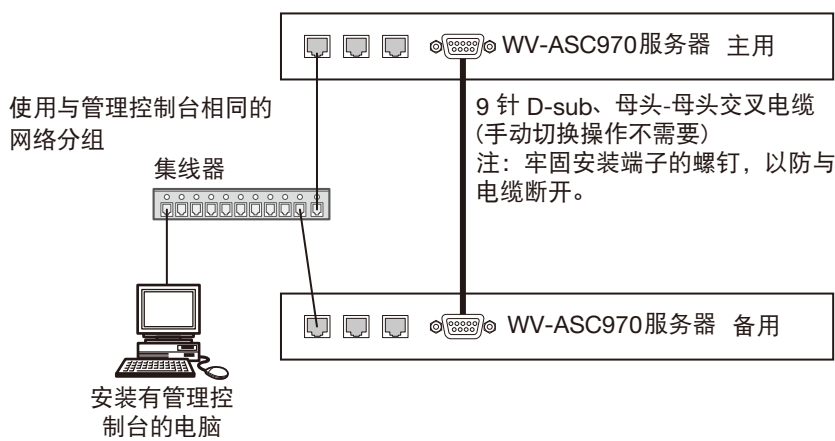 WV-ASC970服务器 主用
使用与管理控制台相同的
网络分组
9 针 D-sub、母头-母头交叉电缆
(手动切换操作不需要)
注：牢固安装端子的螺钉，以防与
电缆断开。
集线器
WV-ASC970服务器 备用
安装有管理控
制台的电脑